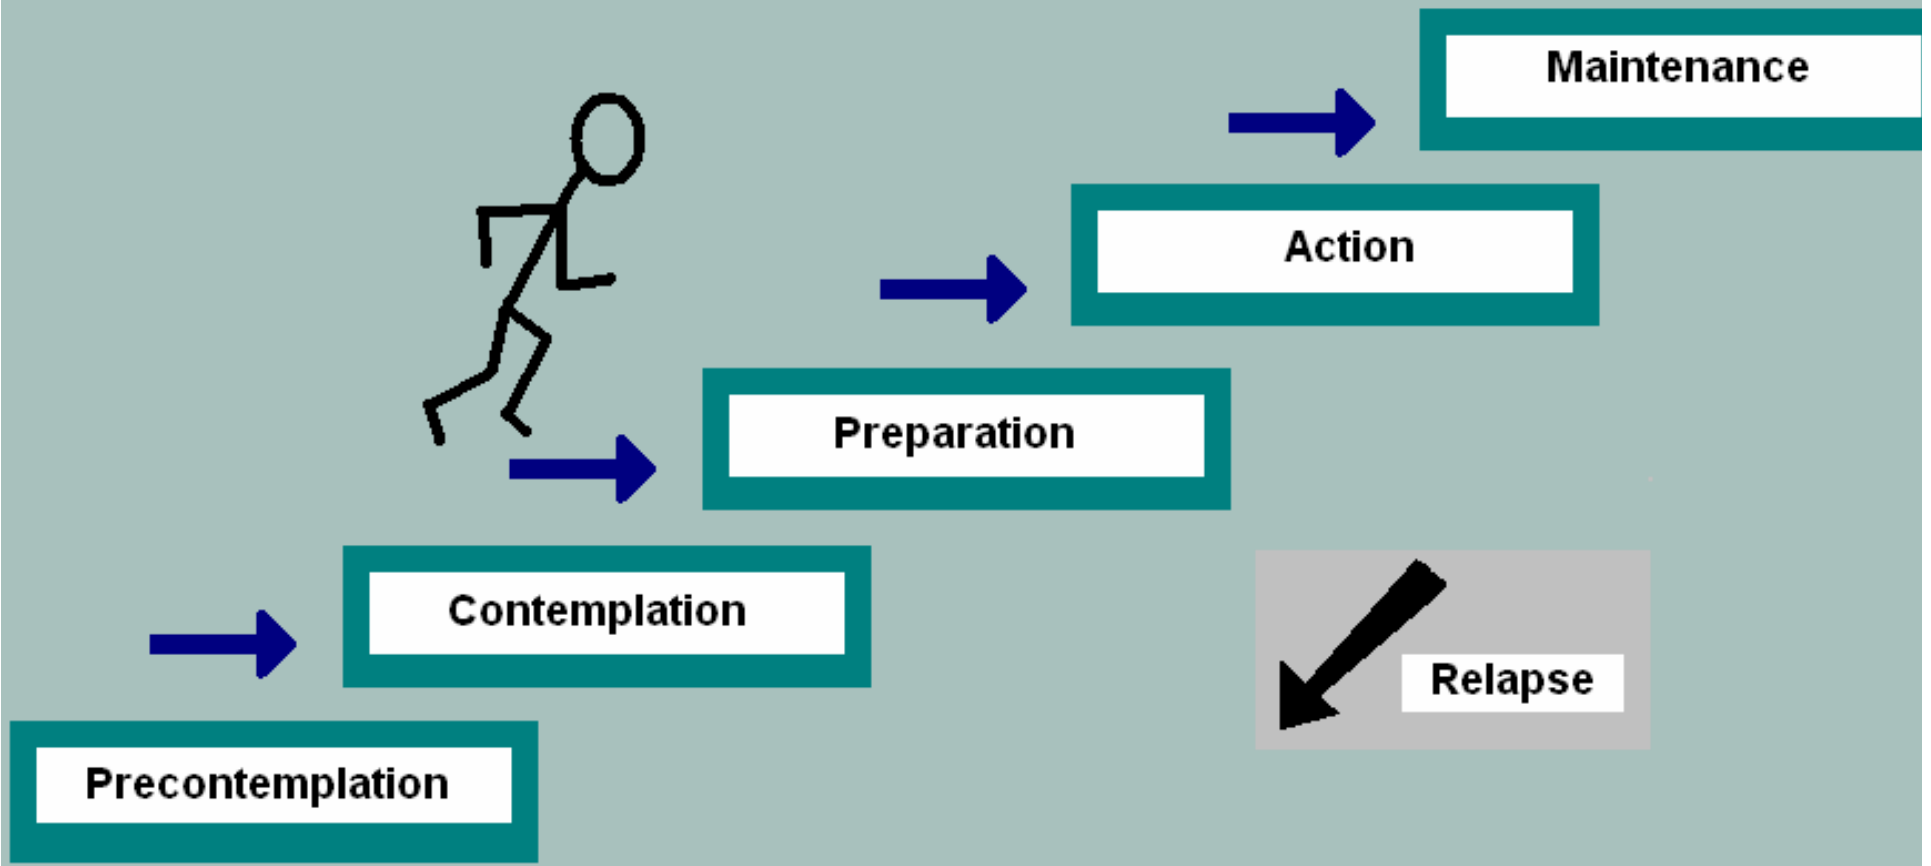 Maintenance
Action
Preparation
Contemplation
Relapse
Precontemplation